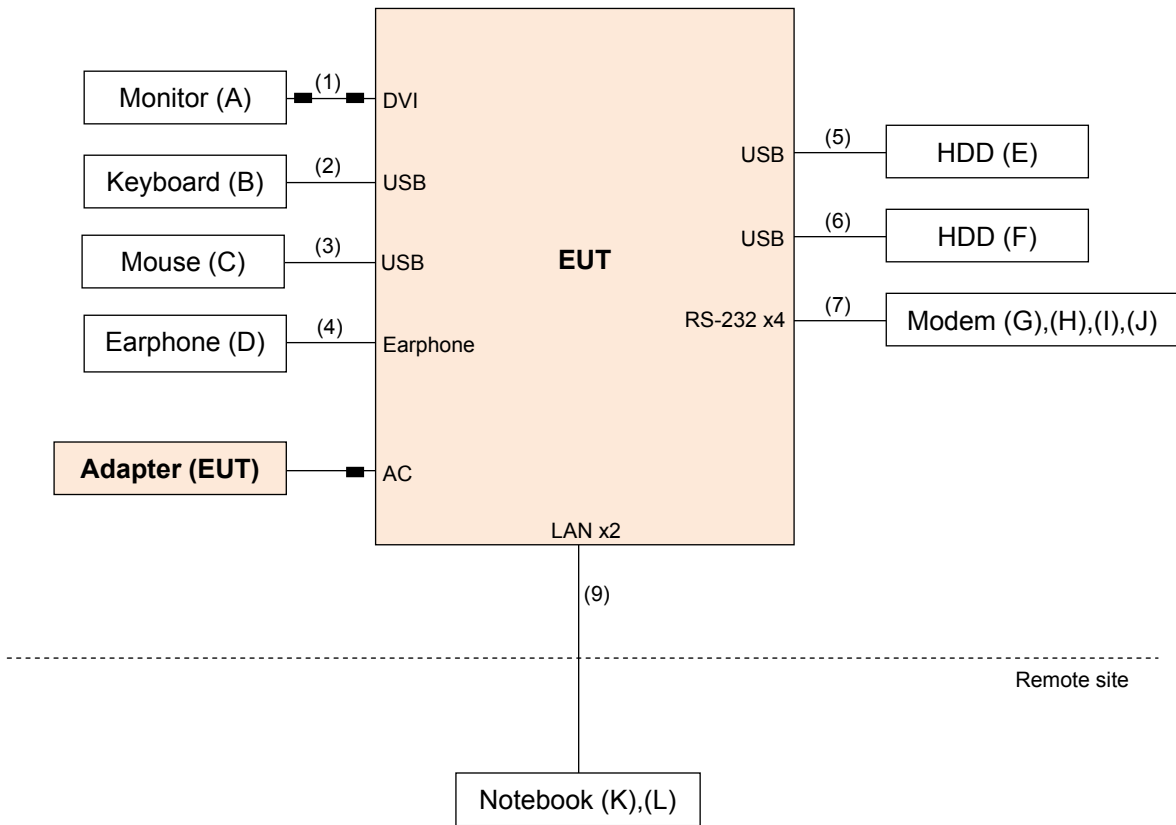 Monitor (A)
(1)
DVI
Keyboard (B)
(2)
USB
Mouse (C)
(3)
USB
Earphone (D)
(4)
Earphone
Adapter (EUT)
AC
EUT
USB
(5)
HDD (E)
USB
(6)
HDD (F)
RS-232 x4
(7)
Modem (G),(H),(I),(J)
LAN x2
(9)
Remote site
Notebook (K),(L)